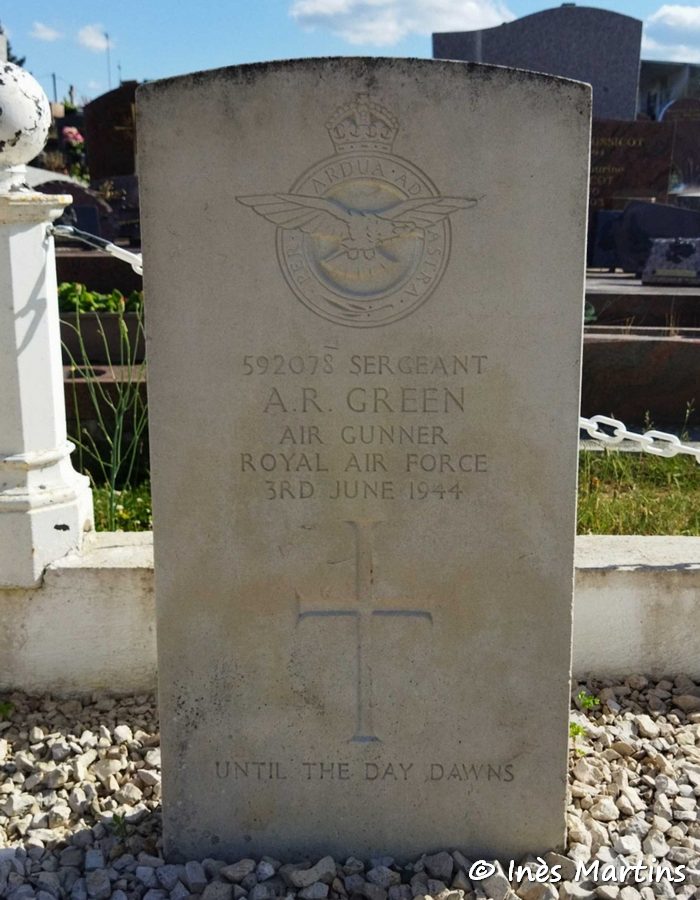 PER ARDUA AD ASTRA
592078 SERGEANT
A.R. GREEN
AIR GUNNER
ROYAL AIR FORCE
3RD JUNE 1944
UNTIL THE DAY DAWNS
© Inès Martins